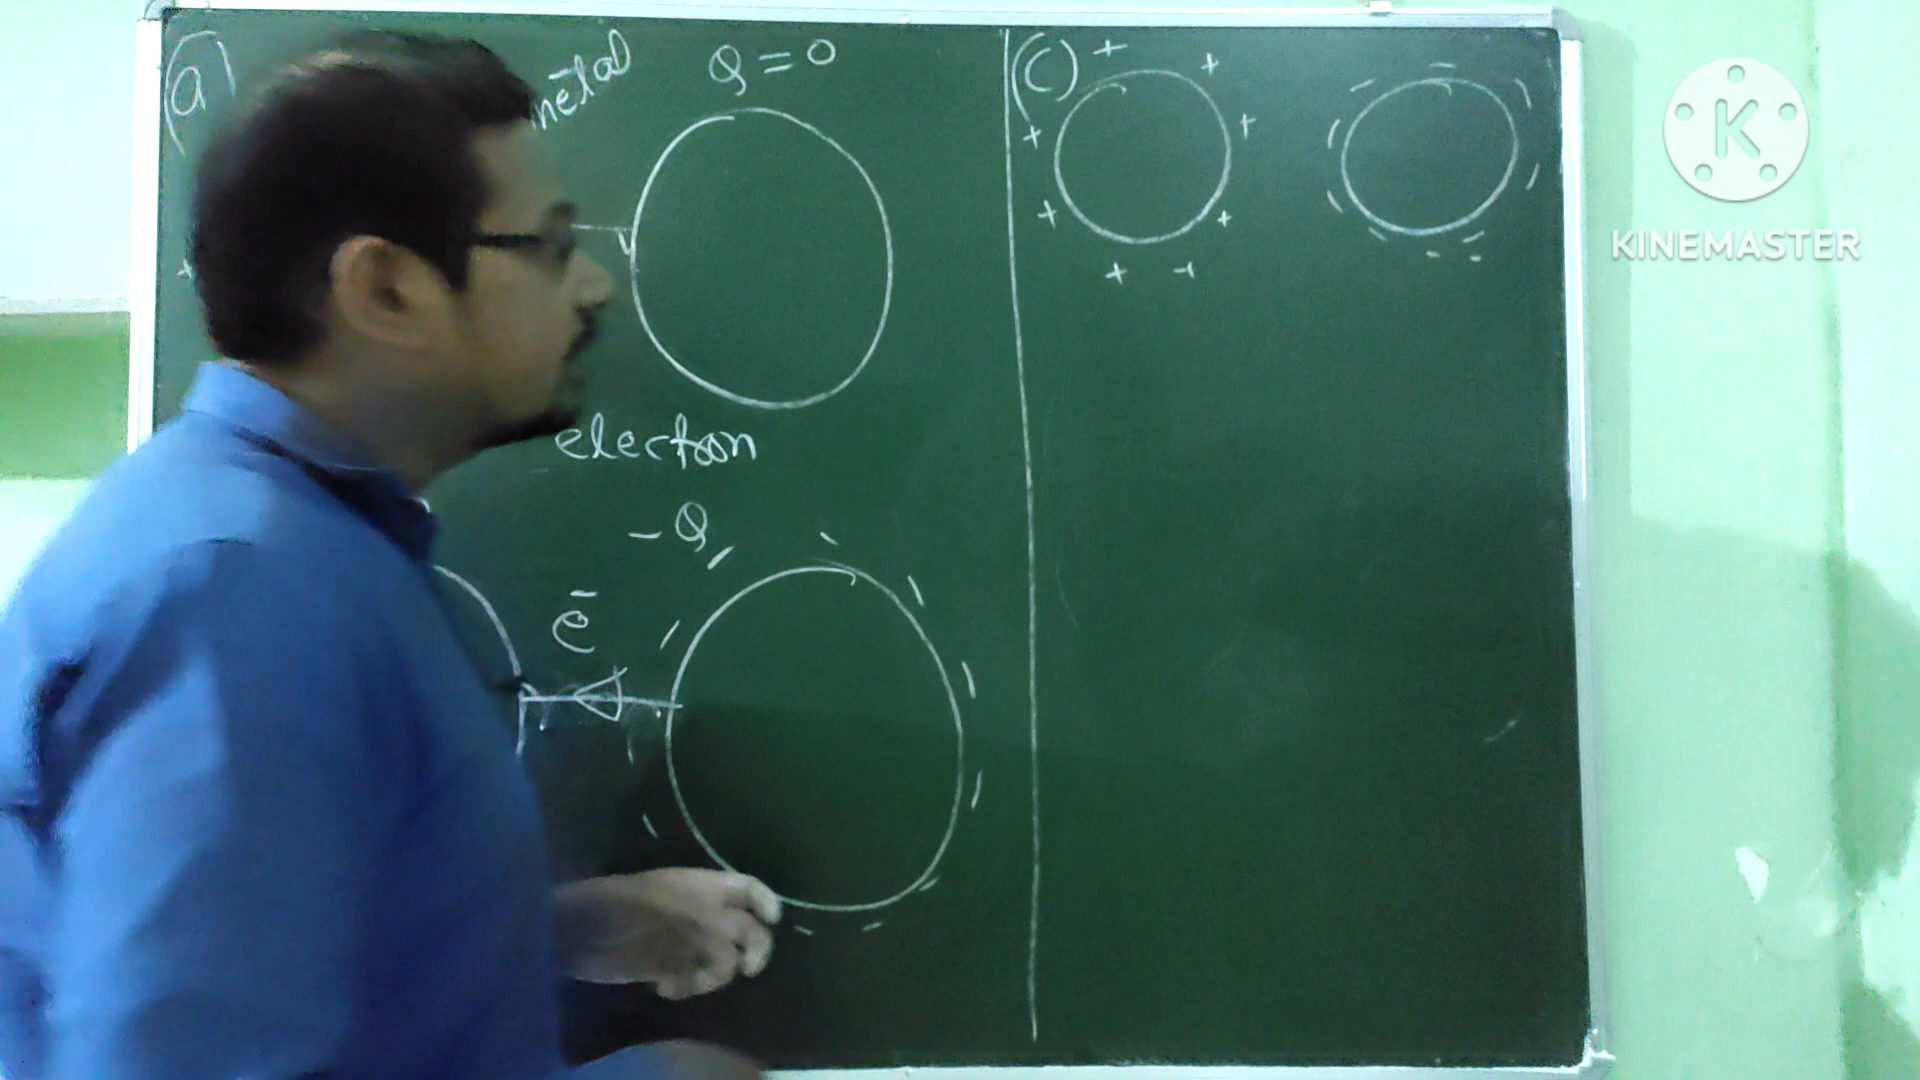 (a)
metal Q = 0
electron
- Q
e-
(C)
K
KINEMASTER